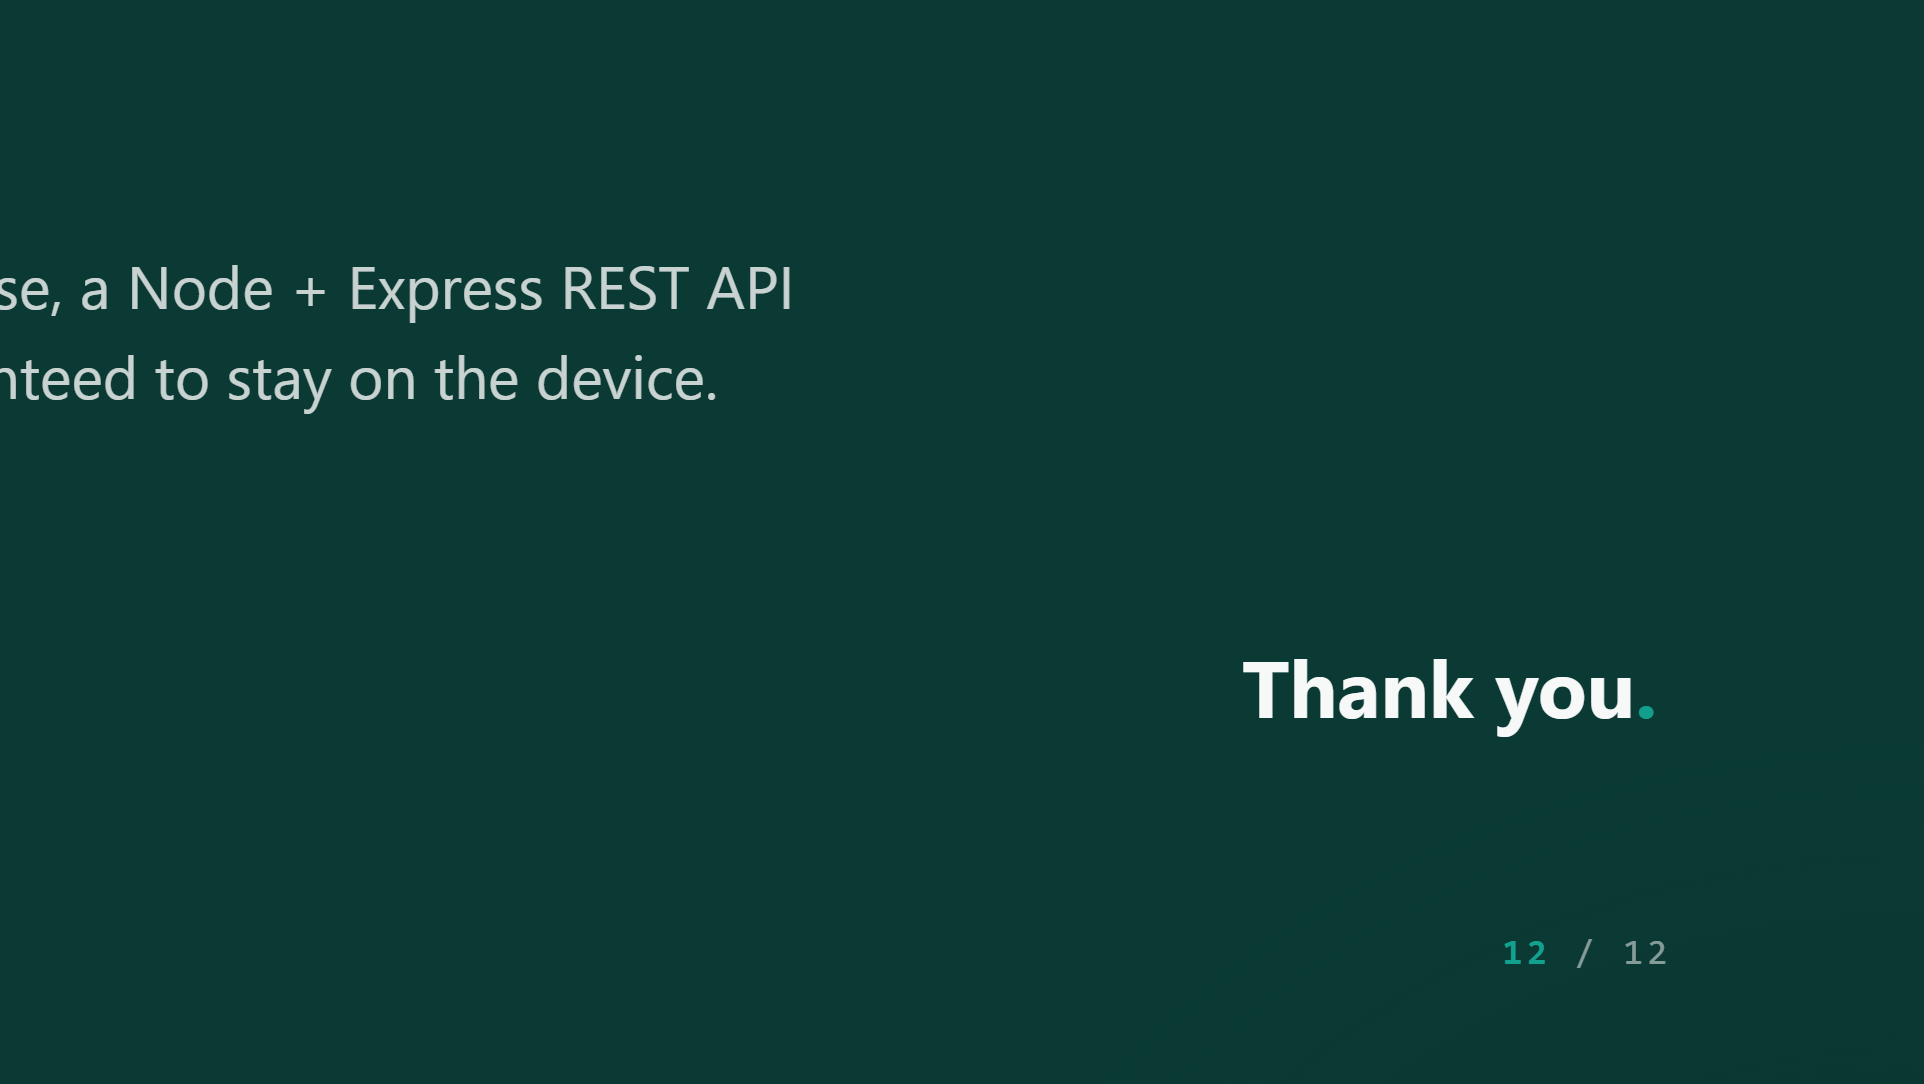 se, a Node + Express REST API
nteed to stay on the device.
Thank you.
12 / 12